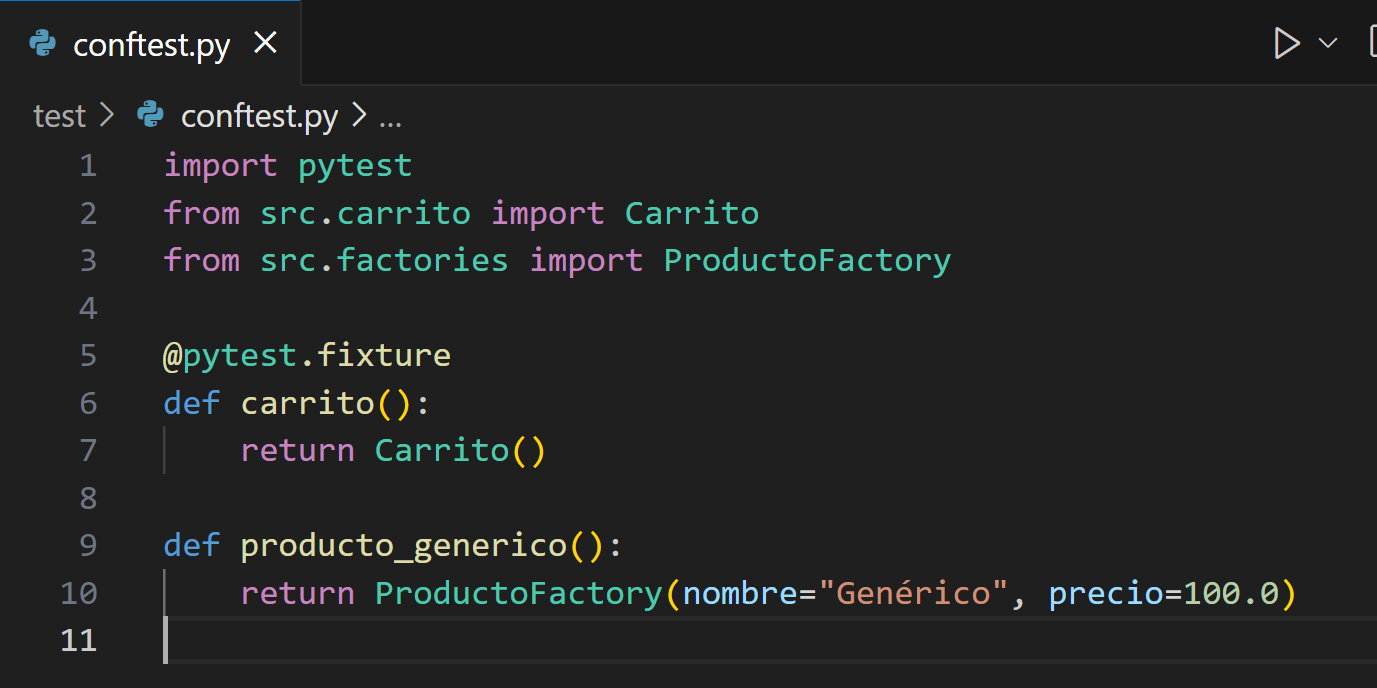 conftest.py
test > conftest.py > ...
1 import pytest
2 from src.carrito import Carrito
3 from src.factories import ProductoFactory
4
5 @pytest.fixture
6 def carrito():
7     return Carrito()
8
9 def producto_generico():
10     return ProductoFactory(nombre="Genérico", precio=100.0)
11